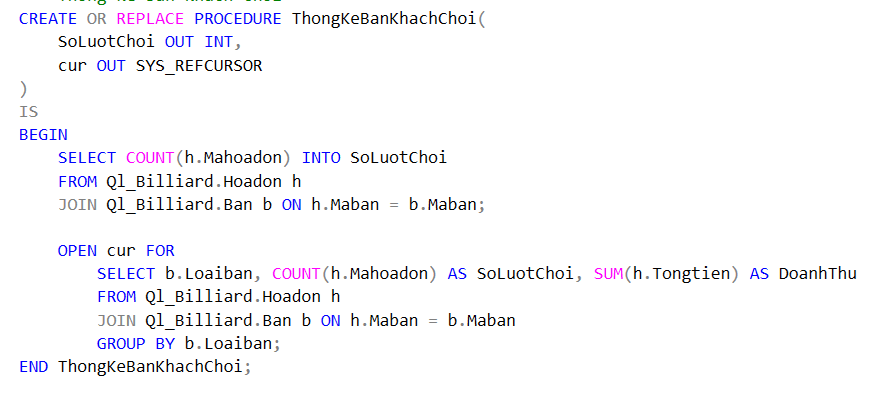 CREATE OR REPLACE PROCEDURE ThongKeBanKhachChoi(
SoLuotChoi OUT INT,
cur OUT SYS_REFCURSOR
)
IS
BEGIN
SELECT COUNT(h.Mahoadon) INTO SoLuotChoi
FROM Ql_Billiard.Hoadon h
JOIN Ql_Billiard.Ban b ON h.Maban = b.Maban;
OPEN cur FOR
SELECT b.Loaiban, COUNT(h.Mahoadon) AS SoLuotChoi, SUM(h.Tongtien) AS DoanhThu
FROM Ql_Billiard.Hoadon h
JOIN Ql_Billiard.Ban b ON h.Maban = b.Maban
GROUP BY b.Loaiban;
END ThongKeBanKhachChoi;